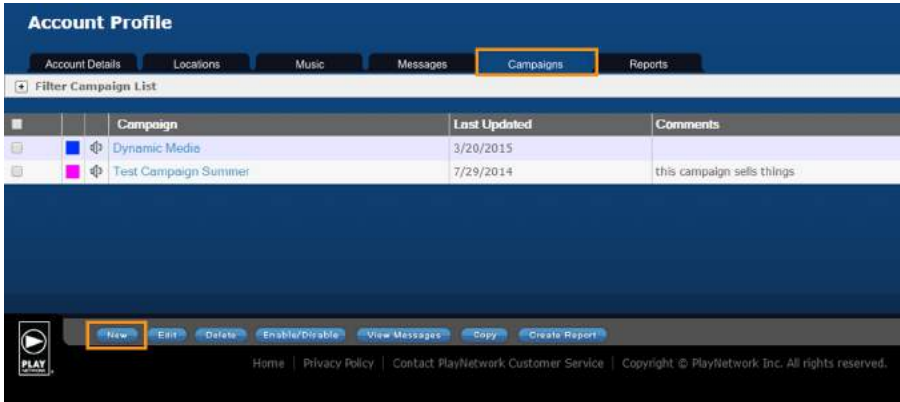 Account Profile
Account Details Locations Music Messages Campaigns Reports
Filter Campaign List
Campaign Last Updated Comments
Dynamic Media 3/20/2015
Test Campaign Summer 7/29/2014 this campaign sells things
New Edit Delete Enable/Disable View Messages Copy Create Report
PLAY
NETWORK
Home | Privacy Policy | Contact PlayNetwork Customer Service | Copyright © PlayNetwork Inc. All rights reserved.